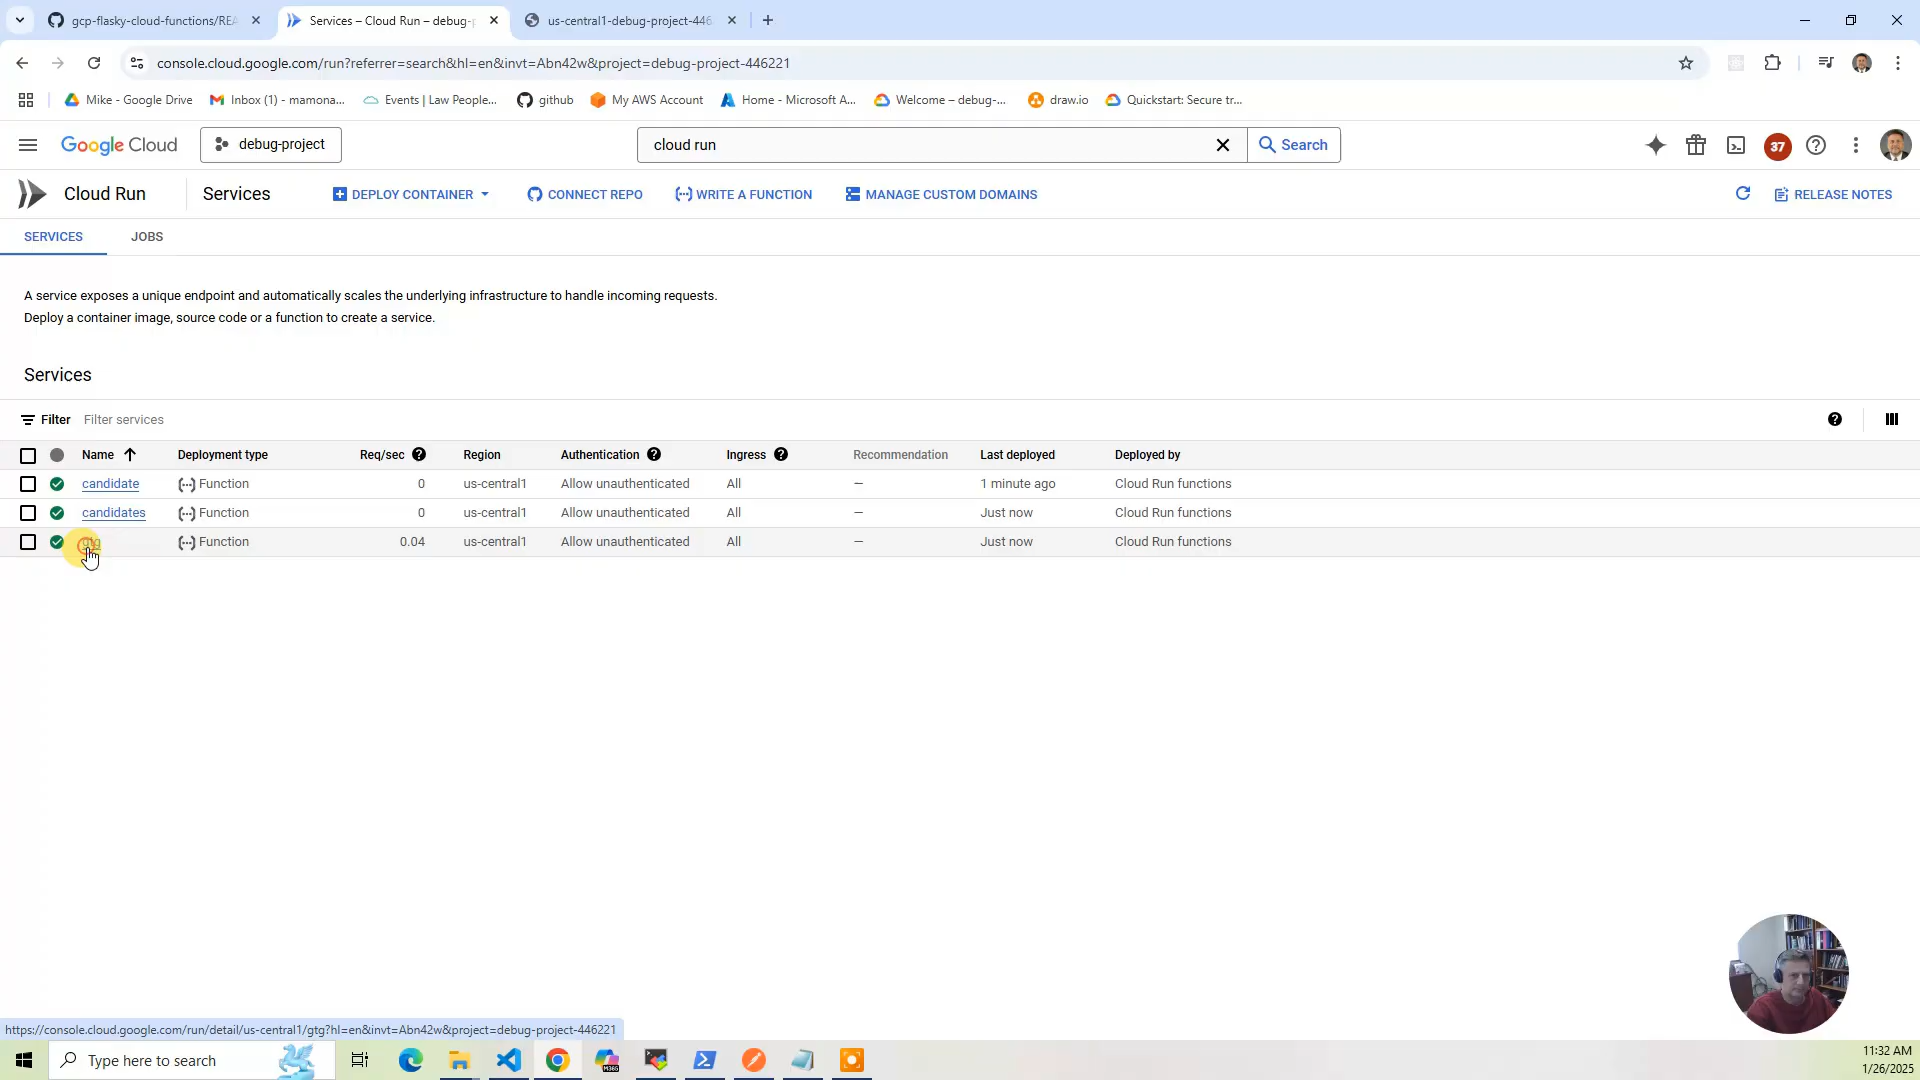 gcp-flasky-cloud-functions/REA
Services – Cloud Run – debug-p
us-central1-debug-project-446
console.cloud.google.com/run?referrer=search&hl=en&invt=Abn42w&project=debug-project-446221
Mike - Google Drive
Inbox (1) - mamona...
Events | Law People...
github
My AWS Account
Home - Microsoft A...
Welcome – debug-...
draw.io
Quickstart: Secure tr...
Google Cloud
debug-project
cloud run
Search
37
Cloud Run
Services
DEPLOY CONTAINER
CONNECT REPO
WRITE A FUNCTION
MANAGE CUSTOM DOMAINS
RELEASE NOTES
SERVICES
JOBS
A service exposes a unique endpoint and automatically scales the underlying infrastructure to handle incoming requests.
Deploy a container image, source code or a function to create a service.
Services
Filter Filter services
Name Deployment type Req/sec Region Authentication Ingress Recommendation Last deployed Deployed by
candidate Function 0 us-central1 Allow unauthenticated All — 1 minute ago Cloud Run functions
candidates Function 0 us-central1 Allow unauthenticated All — Just now Cloud Run functions
gtg Function 0.04 us-central1 Allow unauthenticated All — Just now Cloud Run functions
https://console.cloud.google.com/run/detail/us-central1/gtg?hl=en&invt=Abn42w&project=debug-project-446221
Type here to search
M365
11:32 AM
1/26/2025